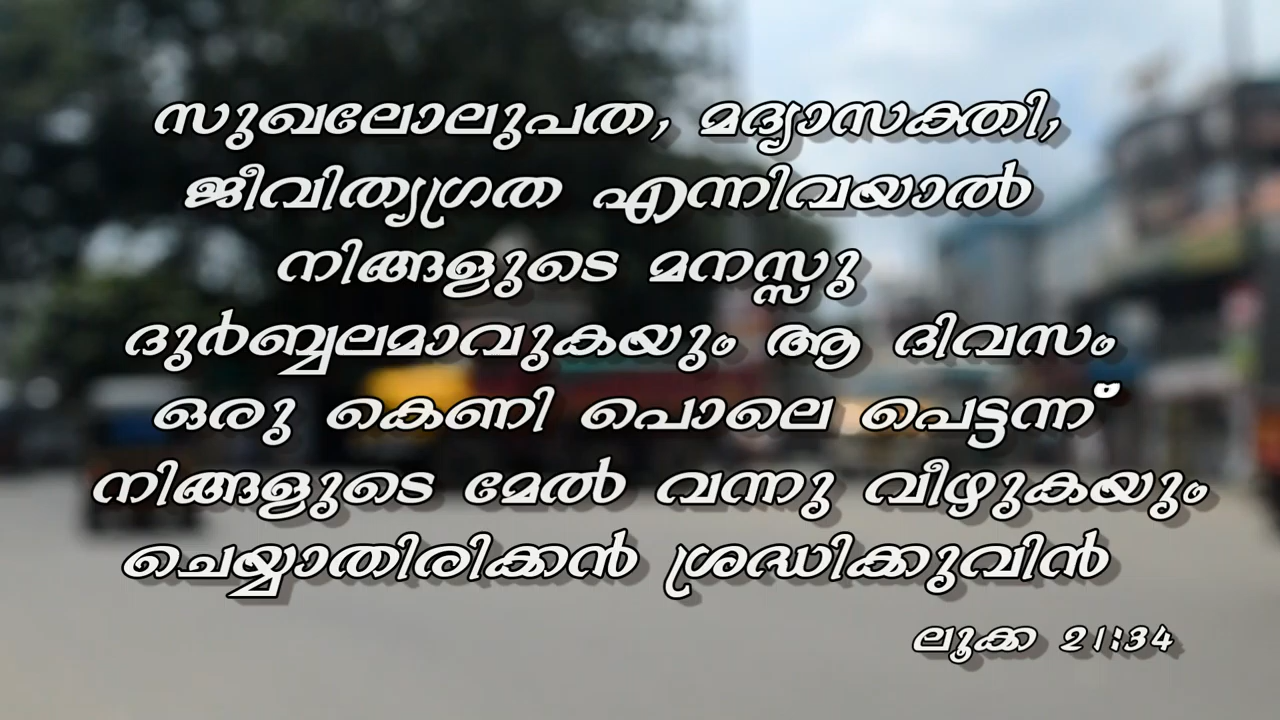 സുഖലോലുപത, മദ്യാസക്തി,
ജീവിത്യഗ്രത എന്നിവയാൽ
നിങ്ങളുടെ മനസ്സു
ദുർബ്ബലമാവുകയും ആ ദിവസം
ഒരു കെണി പൊലെ പെട്ടന്ന്
നിങ്ങളുടെ മേൽ വന്നു വീഴുകയും
ചെയ്യാതിരിക്കൻ ശ്രദ്ധിക്കുവിൻ
ലൂക്ക 21:34